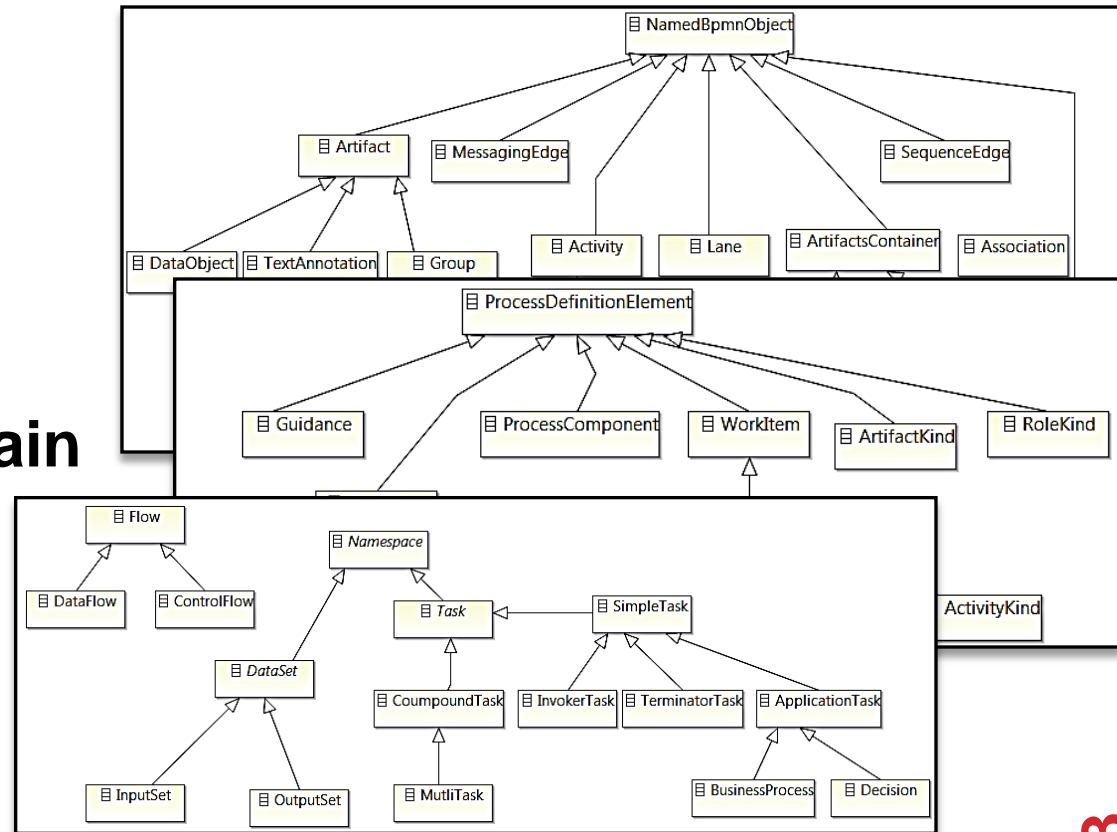 NamedBpmnObject
Artifact
MessagingEdge
SequenceEdge
DataObject
TextAnnotation
Group
Activity
Lane
ArtifactsContainer
Association
ProcessDefinitionElement
Guidance
ProcessComponent
WorkItem
ArtifactKind
RoleKind
ain
ActivityKind
Flow
DataFlow
ControlFlow
Namespace
Task
SimpleTask
DataSet
CoumpoundTask
InvokerTask
TerminatorTask
ApplicationTask
InputSet
OutputSet
MutliTask
BusinessProcess
Decision